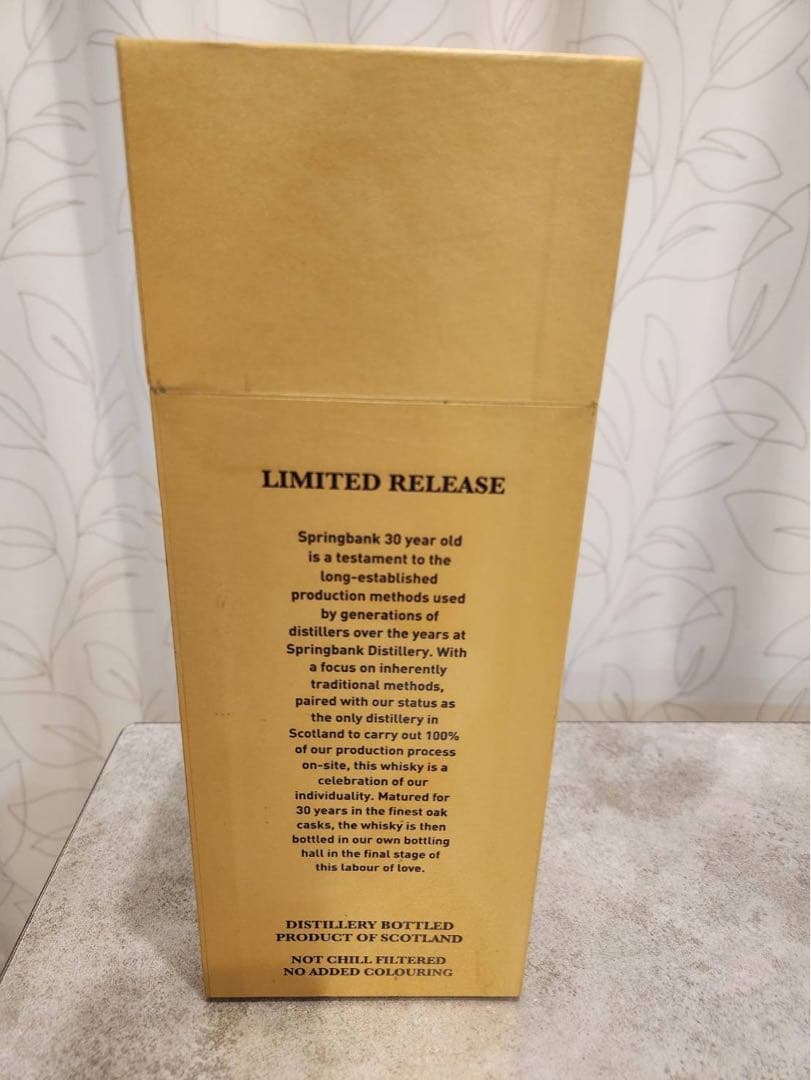 LIMITED RELEASE
Springbank 30 year old
is a testament to the
long-established
production methods used
by generations of
distillers over the years at
Springbank Distillery. With
a focus on inherently
traditional methods,
paired with our status as
the only distillery in
Scotland to carry out 100%
of our production process
on-site, this whisky is a
celebration of our
individuality. Matured for
30 years in the finest oak
casks, the whisky is then
bottled in our own bottling
hall in the final stage of
this labour of love.
DISTILLERY BOTTLED
PRODUCT OF SCOTLAND
NOT CHILL FILTERED
NO ADDED COLOURING